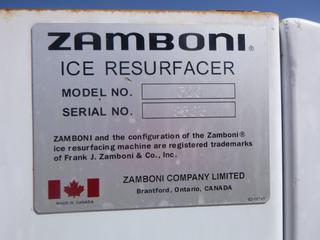 ZAMBONI®
ICE RESURFACER
MODEL NO. 520
SERIAL NO.
ZAMBONI and the configuration of the Zamboni®
ice resurfacing machine are registered trademarks
of Frank J. Zamboni & Co., Inc.
ZAMBONI COMPANY LIMITED
Brantford, Ontario, CANADA
MADE IN CANADA